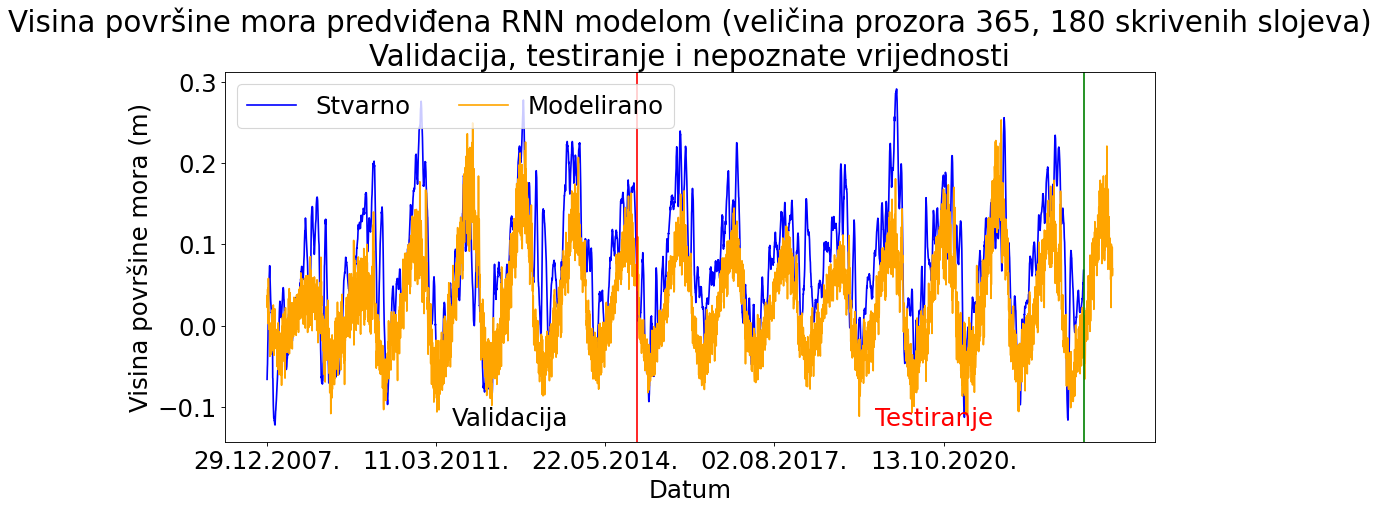 Visina površine mora predviđena RNN modelom (veličina prozora 365, 180 skrivenih slojeva)
Validacija, testiranje i nepoznate vrijednosti
Stvarno
Modelirano
Visina površine mora (m)
0.3
0.2
0.1
0.0
−0.1
Validacija
Testiranje
29.12.2007.
11.03.2011.
22.05.2014.
02.08.2017.
13.10.2020.
Datum